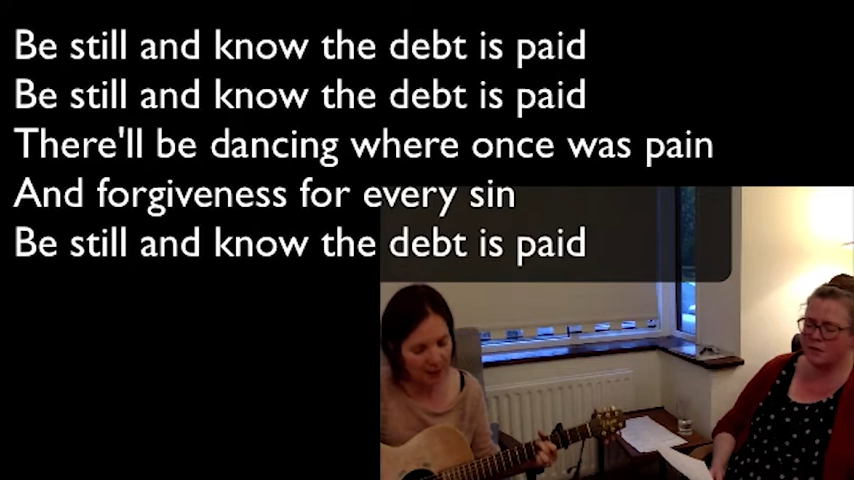 Be still and know the debt is paid
Be still and know the debt is paid
There'll be dancing where once was pain
And forgiveness for every sin
Be still and know the debt is paid